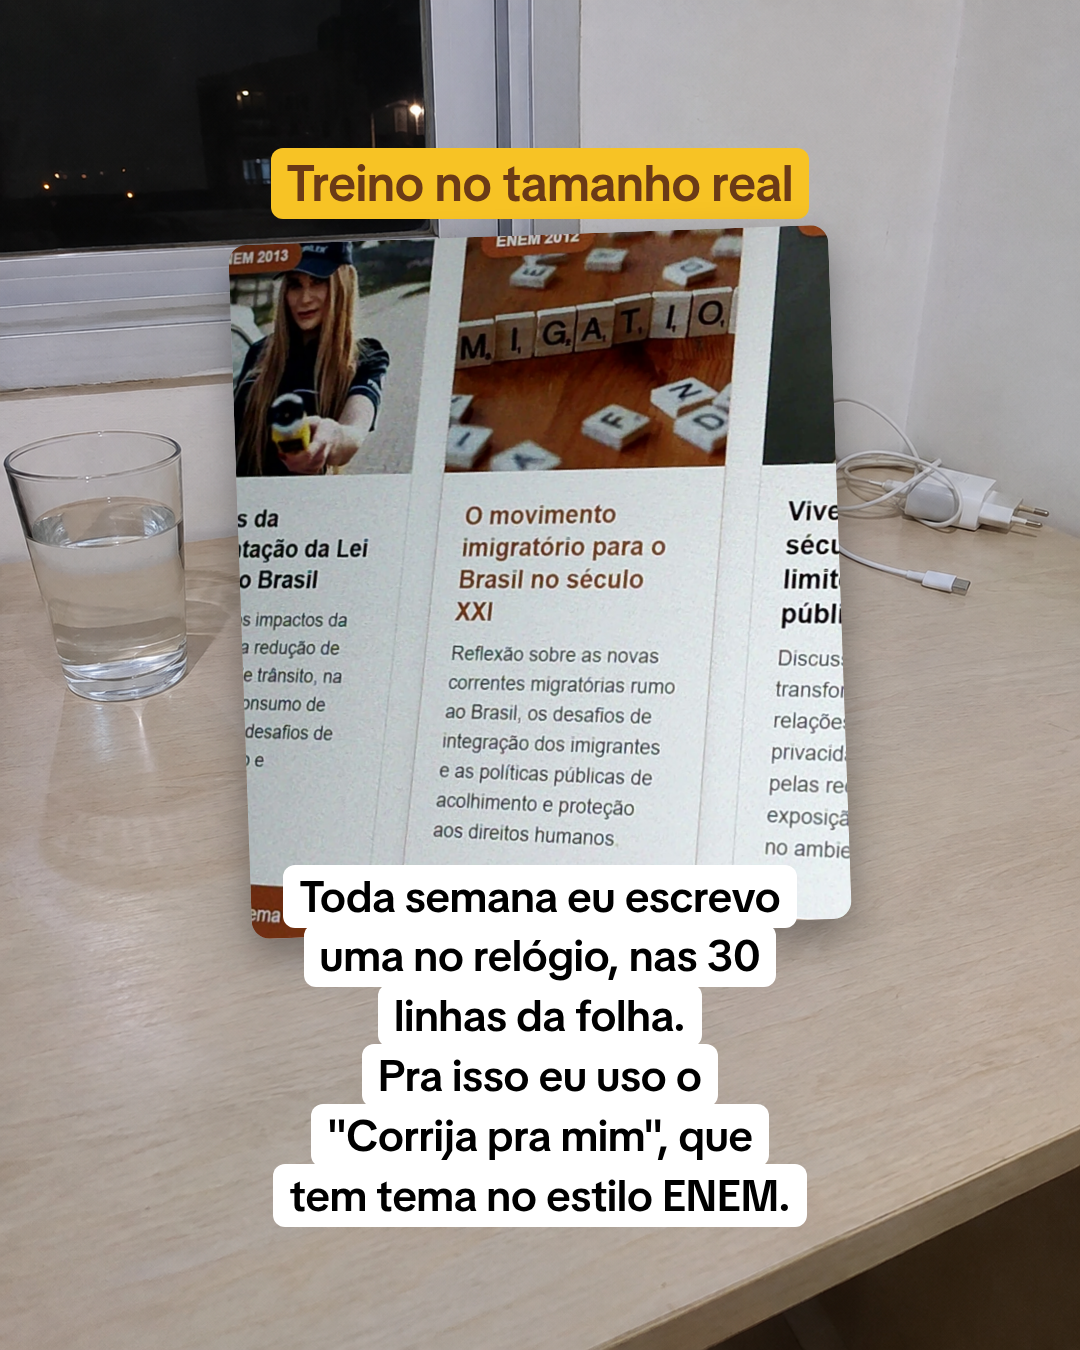 Treino no tamanho real
EM 2013
ENEM 2012
M I G A T I O
s da
tação da Lei
o Brasil
s impactos da
a redução de
e trânsito, na
onsumo de
desafios de
o e
ema
O movimento
imigratório para o
Brasil no século
XXI
Reflexão sobre as novas
correntes migratórias rumo
ao Brasil, os desafios de
integração dos imigrantes
e as políticas públicas de
acolhimento e proteção
aos direitos humanos.
Vive
sécu
limit
públi
Discus
transfor
relações
privacid
pelas re
exposiçã
no ambie
Toda semana eu escrevo
uma no relógio, nas 30
linhas da folha.
Pra isso eu uso o
"Corrija pra mim", que
tem tema no estilo ENEM.